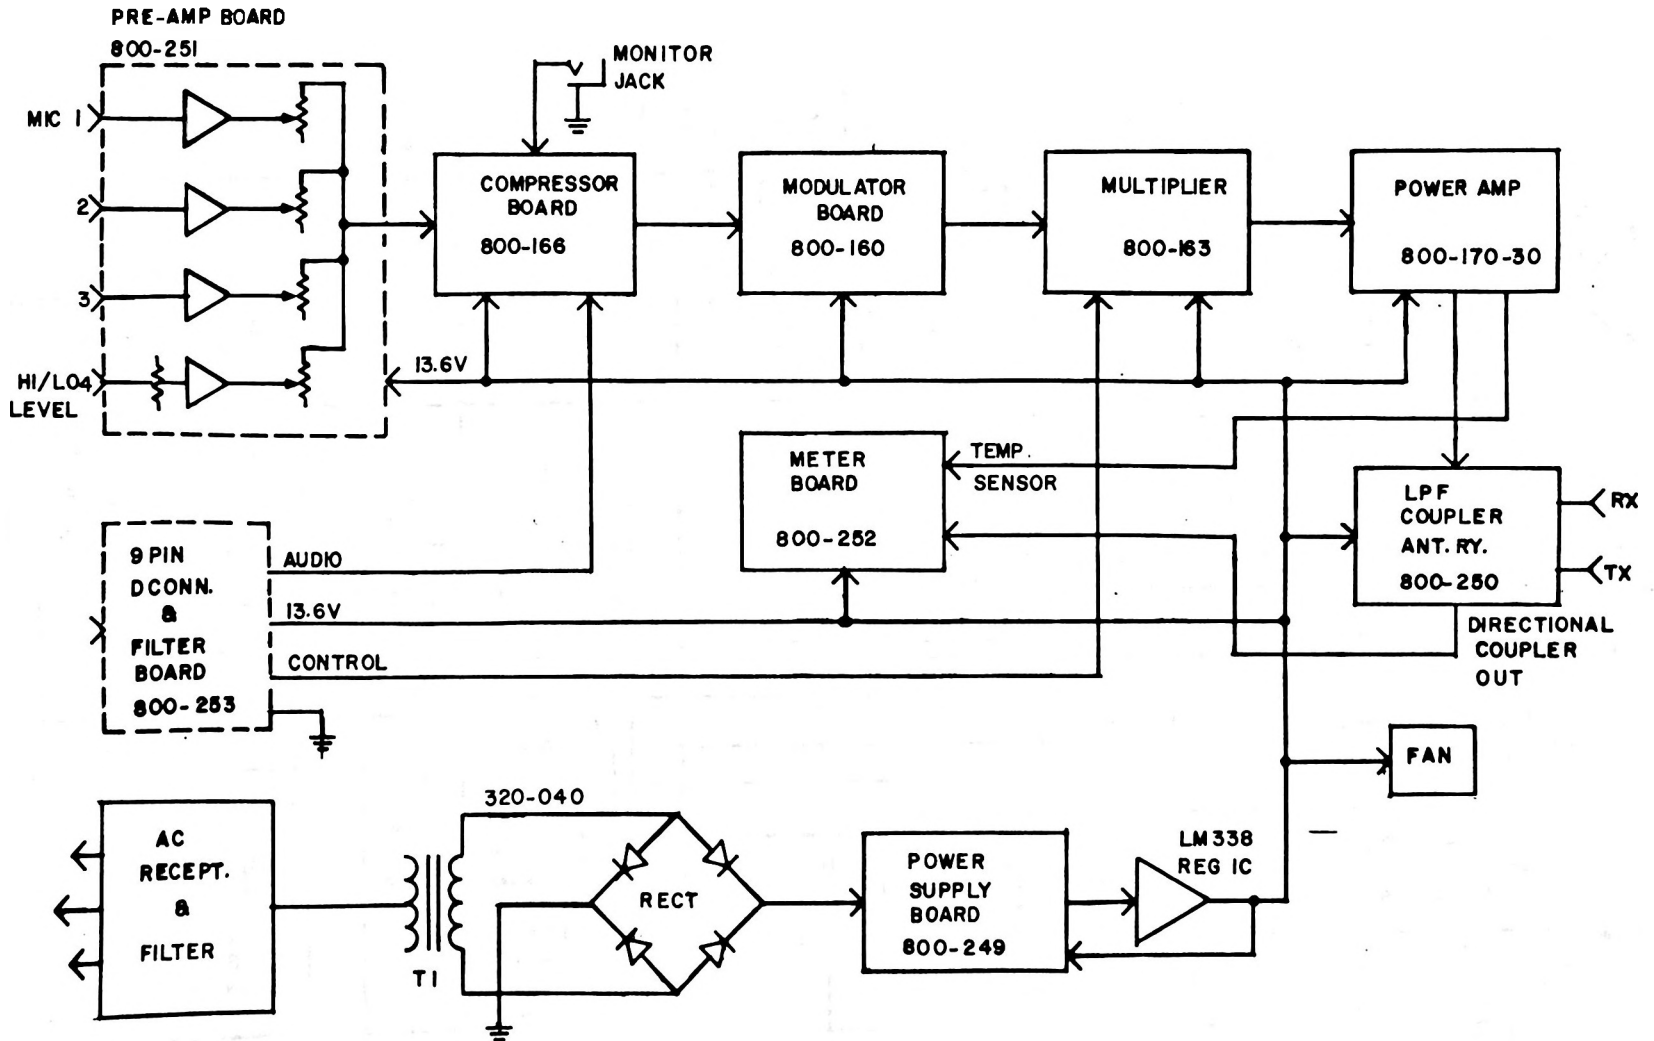 PRE-AMP BOARD
800-251
MIC 1
2
3
HI/LO4
LEVEL
MONITOR
JACK
COMPRESSOR
BOARD
800-166
MODULATOR
BOARD
800-160
MULTIPLIER
800-163
POWER AMP
800-170-30
13.6V
METER
BOARD
800-252
TEMP.
SENSOR
LPF
COUPLER
ANT. RY.
800-250
RX
TX
DIRECTIONAL
COUPLER
OUT
9 PIN
D CONN.
&
FILTER
BOARD
800-253
AUDIO
13.6V
CONTROL
FAN
AC
RECEPT.
&
FILTER
T1
320-040
RECT
POWER
SUPPLY
BOARD
800-249
LM338
REG IC